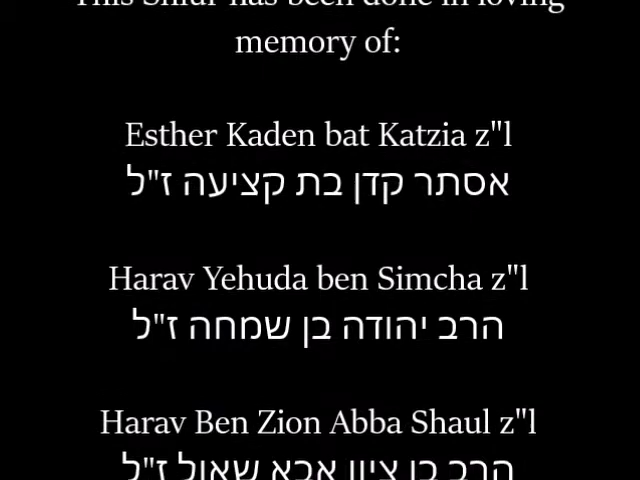 This Shiur has been done in loving
memory of:
Esther Kaden bat Katzia z"l
אסתר קדן בת קציעה ז"ל
Harav Yehuda ben Simcha z"l
הרב יהודה בן שמחה ז"ל
Harav Ben Zion Abba Shaul z"l
הרב בן ציון אבא שאול ז"ל